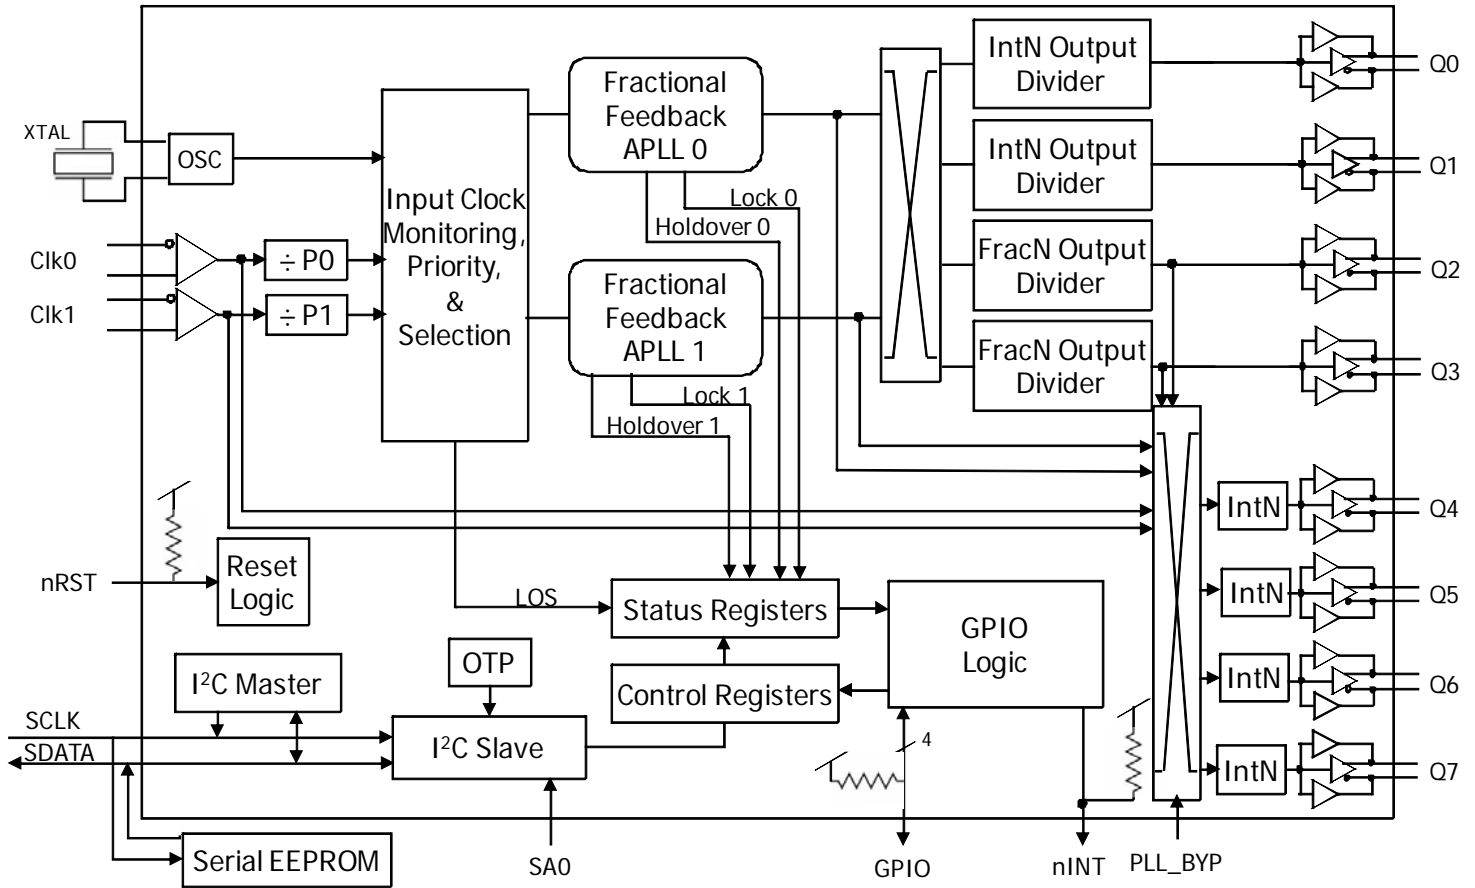 XTAL
OSC
Clk0
Clk1
÷ P0
÷ P1
Input Clock
Monitoring,
Priority,
&
Selection
Fractional
Feedback
APLL 0
Lock 0
Holdover 0
Fractional
Feedback
APLL 1
Lock 1
Holdover 1
IntN Output
Divider
IntN Output
Divider
FracN Output
Divider
FracN Output
Divider
Q0
Q1
Q2
Q3
IntN
Q4
IntN
Q5
IntN
Q6
IntN
Q7
nRST
Reset
Logic
LOS
Status Registers
GPIO
Logic
OTP
Control Registers
I²C Master
SCLK
SDATA
I²C Slave
4
Serial EEPROM
SA0
GPIO
nINT
PLL_BYP